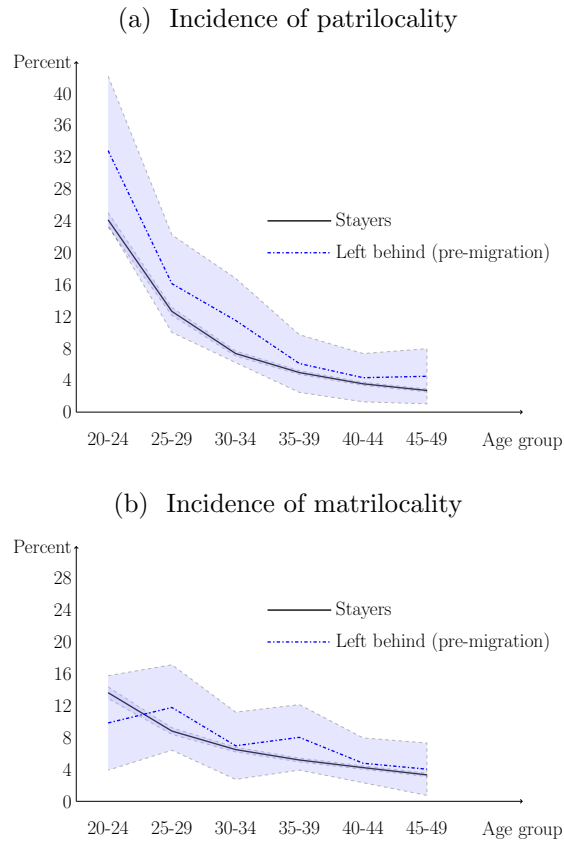 (a) Incidence of patrilocality
Percent
40
36
32
28
24
20
16
12
8
4
0
Stayers
Left behind (pre-migration)
20-24 25-29 30-34 35-39 40-44 45-49 Age group
(b) Incidence of matrilocality
Percent
28
24
20
16
12
8
4
0
Stayers
Left behind (pre-migration)
20-24 25-29 30-34 35-39 40-44 45-49 Age group